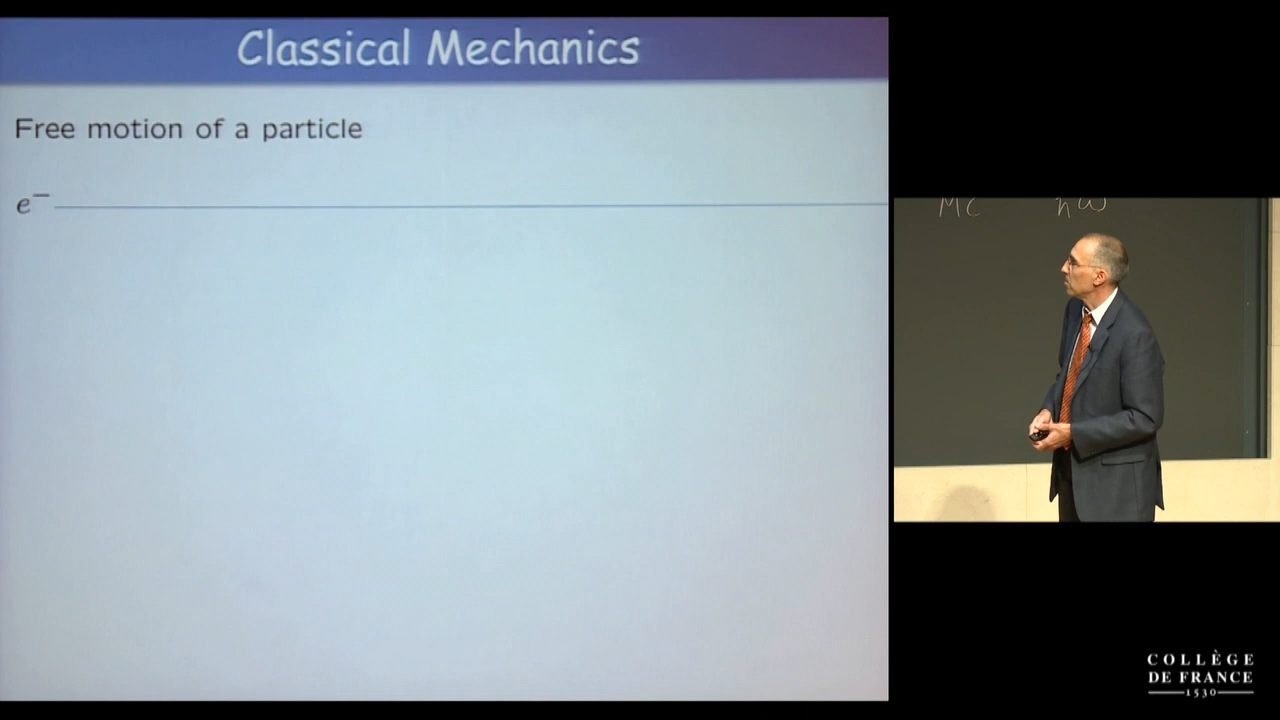 Classical Mechanics
Free motion of a particle
e⁻
Mc ħω
COLLÈGE
DE FRANCE
1530